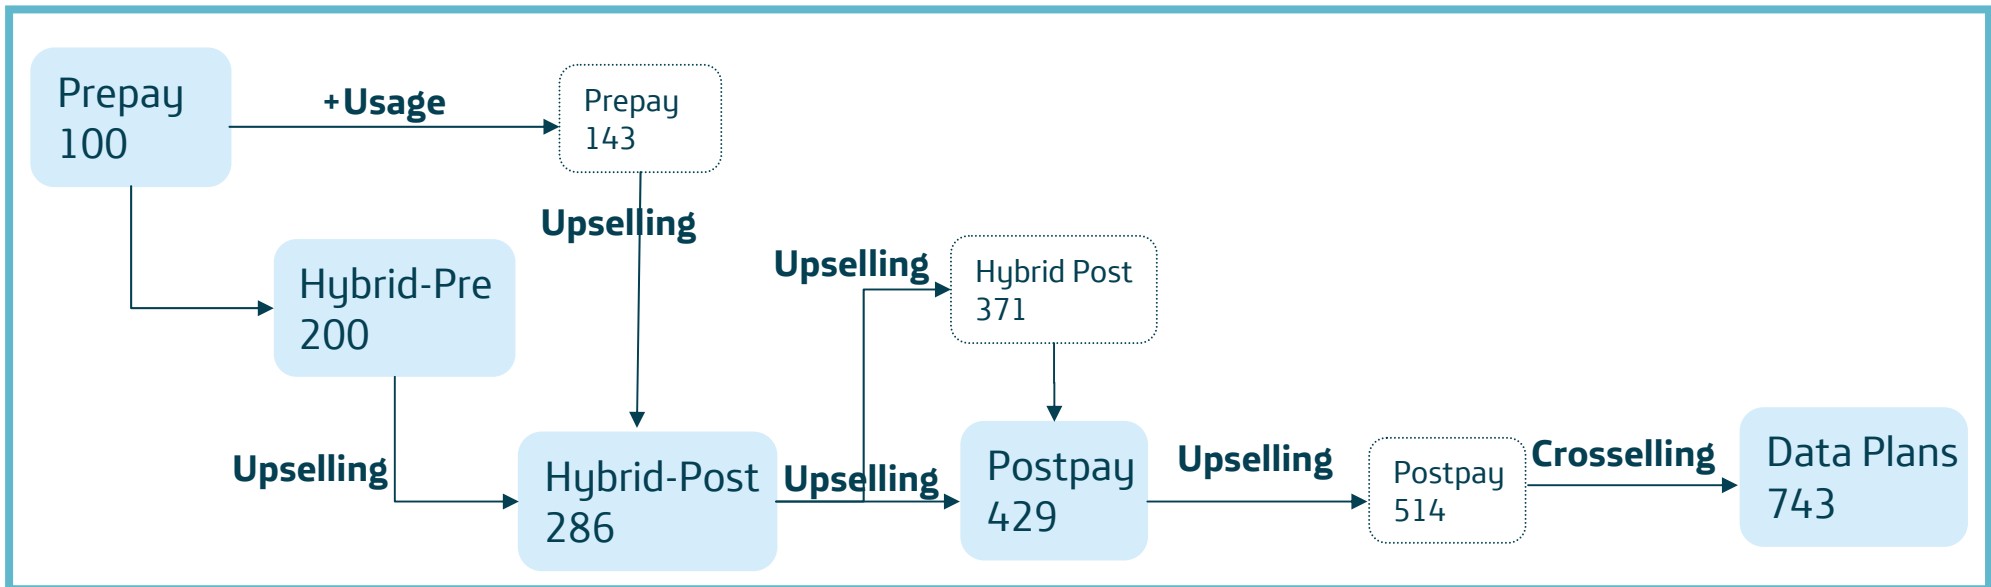 Prepay
100
+Usage
Prepay
143
Upselling
Hybrid-Pre
200
Upselling
Hybrid Post
371
Upselling
Hybrid-Post
286
Upselling
Postpay
429
Upselling
Postpay
514
Crosselling
Data Plans
743